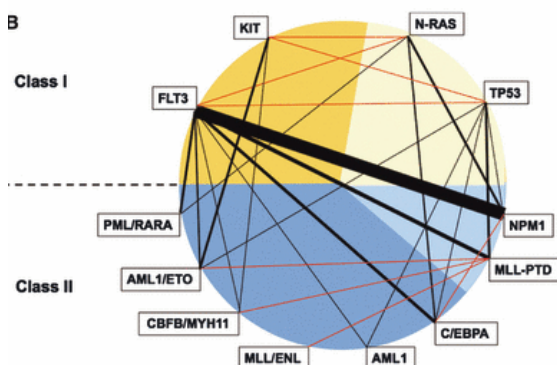 B
KIT
N-RAS
Class I
FLT3
TP53
PML/RARA
NPM1
AML1/ETO
MLL-PTD
Class II
CBFB/MYH11
C/EBPA
MLL/ENL
AML1